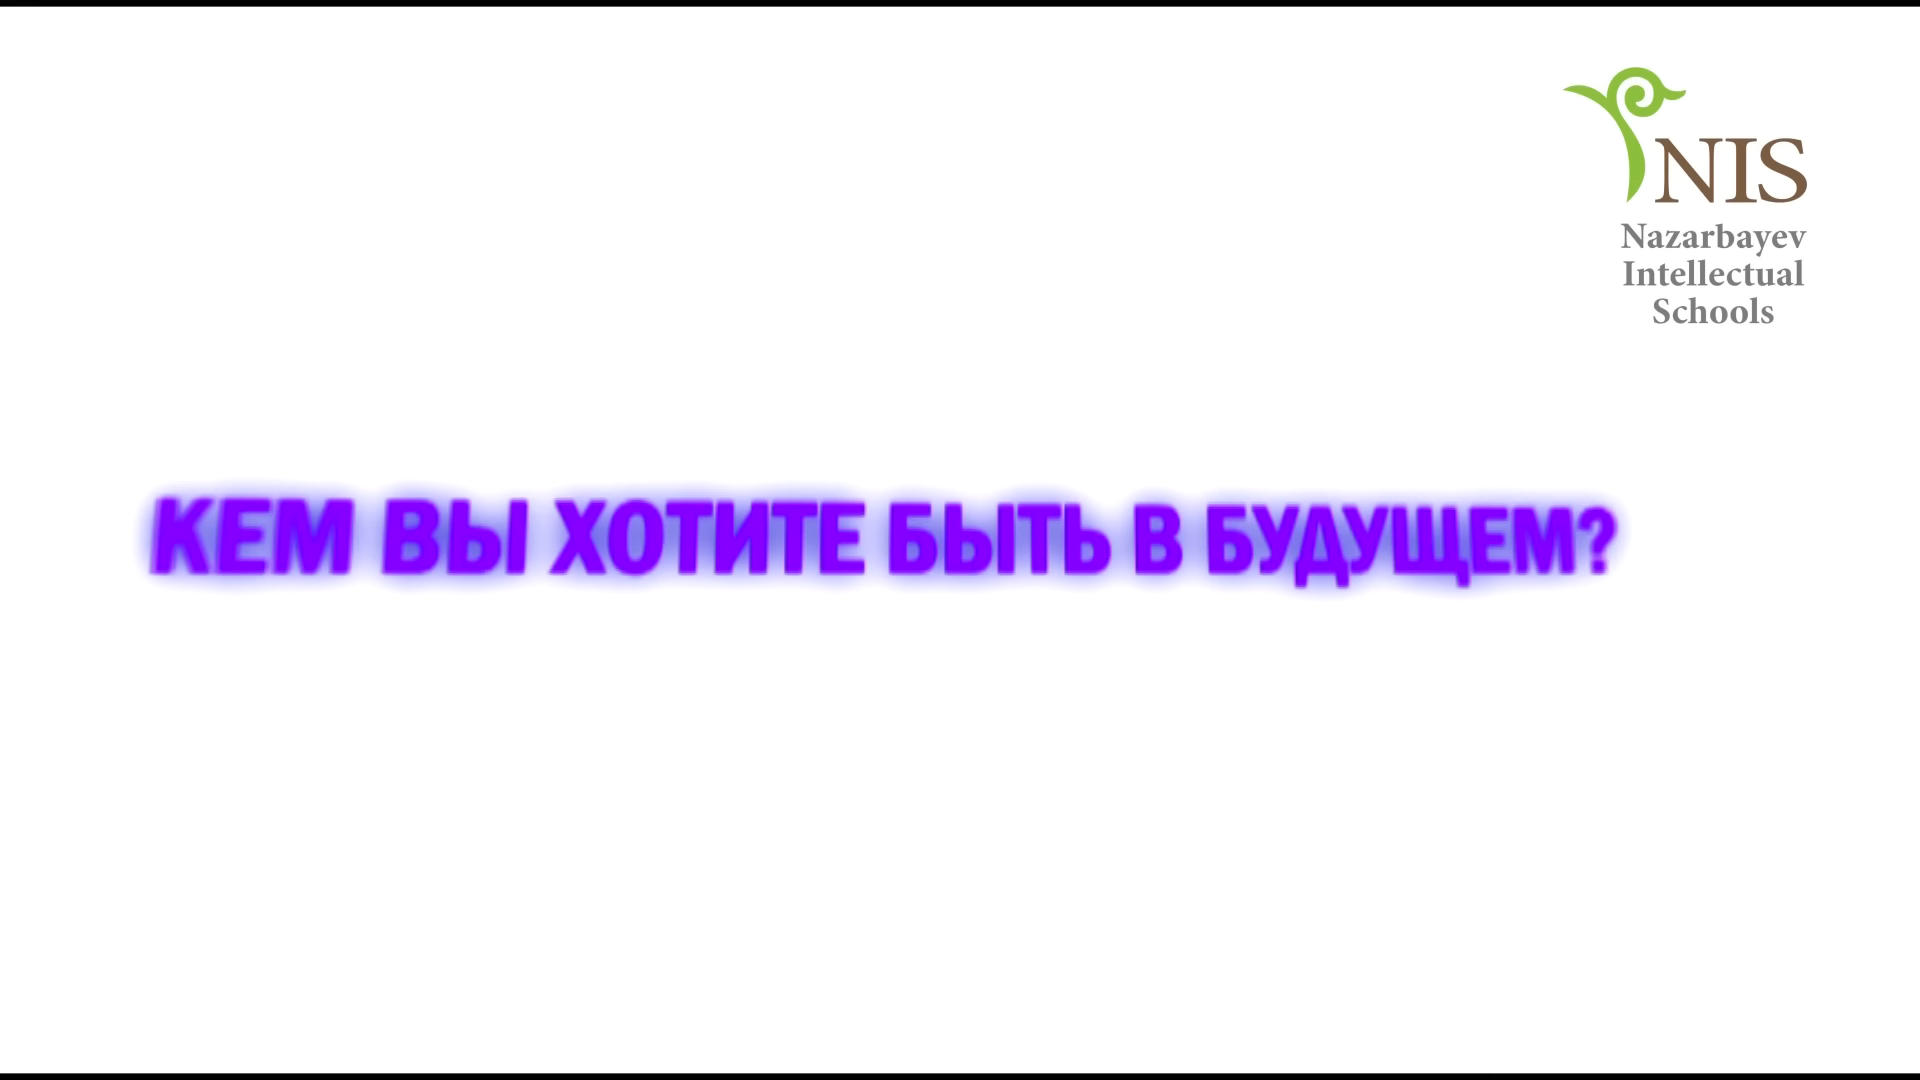 NIS
Nazarbayev
Intellectual
Schools
КЕМ ВЫ ХОТИТЕ БЫТЬ В БУДУЩЕМ?